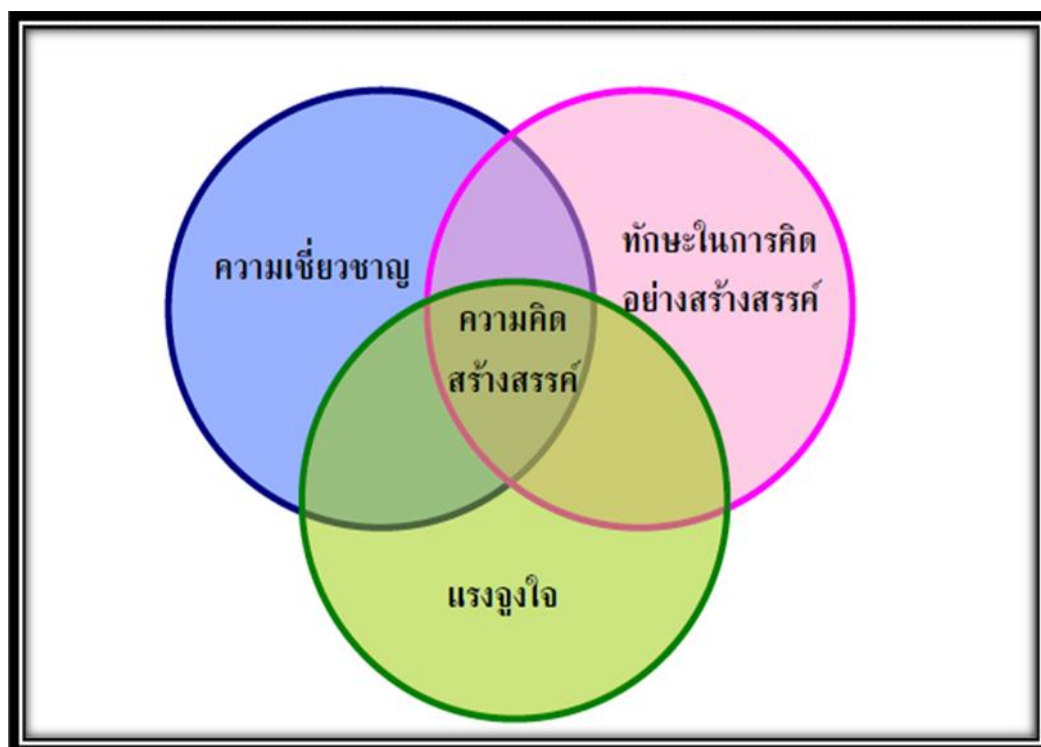 ความเชี่ยวชาญ
ทักษะในการคิด
อย่างสร้างสรรค์
ความคิด
สร้างสรรค์
แรงจูงใจ